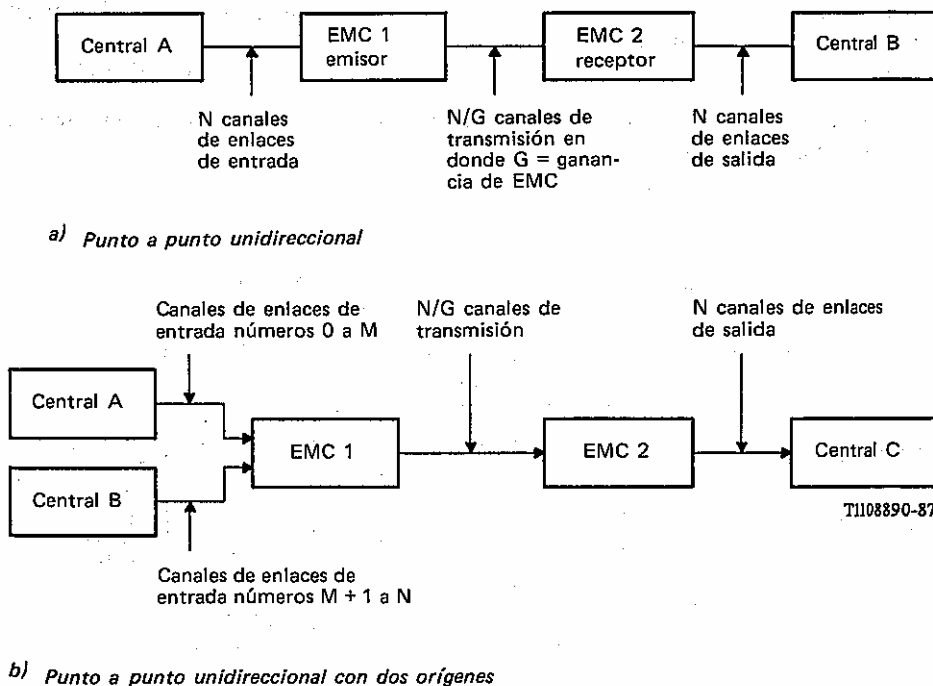 Central A
EMC 1
emisor
EMC 2
receptor
Central B
N canales
de enlaces
de entrada
N/G canales de
transmisión en
donde G = ganan-
cia de EMC
N canales
de enlaces
de salida
a) Punto a punto unidireccional
Canales de enlaces de
entrada números 0 a M
N/G canales de
transmisión
N canales de enlaces
de salida
Central A
Central B
EMC 1
EMC 2
Central C
T1108890-87
Canales de enlaces de
entrada números M + 1 a N
b) Punto a punto unidireccional con dos orígenes